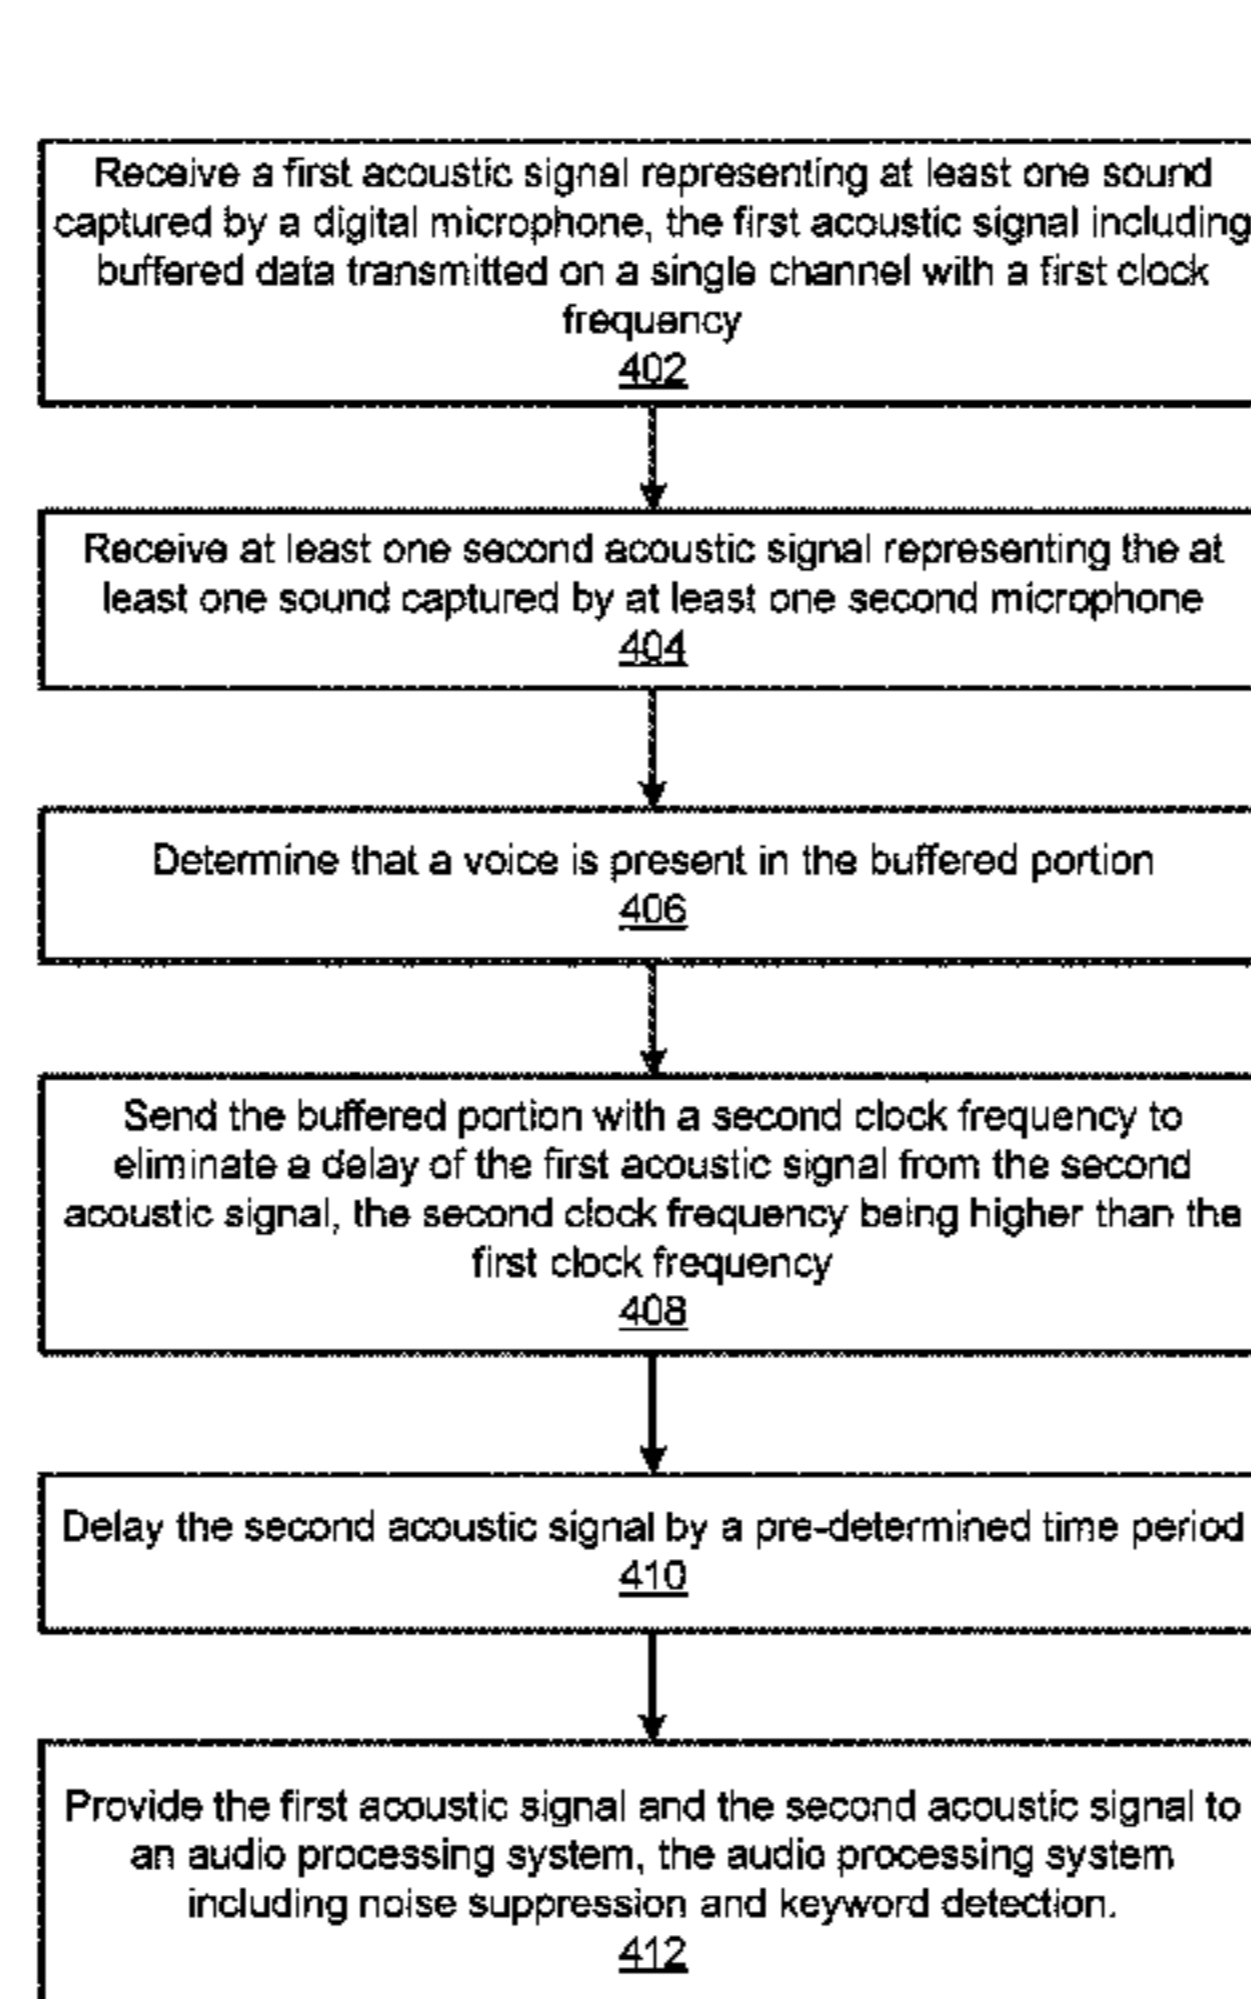 Receive a first acoustic signal representing at least one sound
captured by a digital microphone, the first acoustic signal including
buffered data transmitted on a single channel with a first clock
frequency
402
Receive at least one second acoustic signal representing the at
least one sound captured by at least one second microphone
404
Determine that a voice is present in the buffered portion
406
Send the buffered portion with a second clock frequency to
eliminate a delay of the first acoustic signal from the second
acoustic signal, the second clock frequency being higher than the
first clock frequency
408
Delay the second acoustic signal by a pre-determined time period
410
Provide the first acoustic signal and the second acoustic signal to
an audio processing system, the audio processing system
including noise suppression and keyword detection.
412